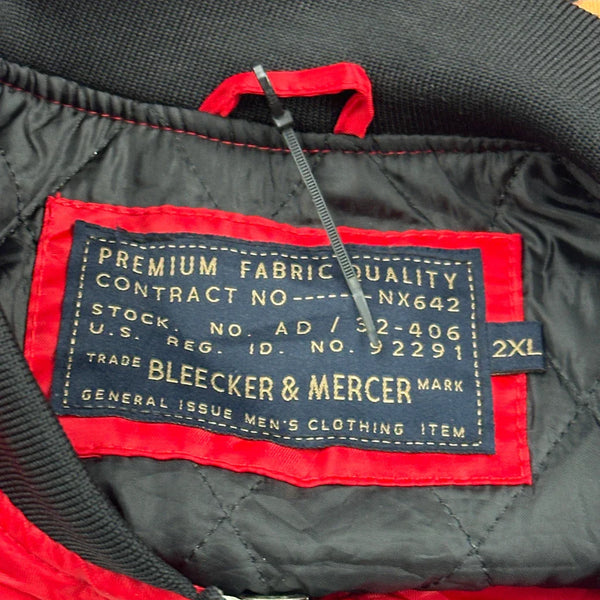 PREMIUM FABRIC QUALITY
CONTRACT NO------NX642
STOCK. NO. AD / 32-406
U.S. REG. ID. NO. 92291
TRADE BLEECKER & MERCER MARK
GENERAL ISSUE MEN'S CLOTHING ITEM
2XL